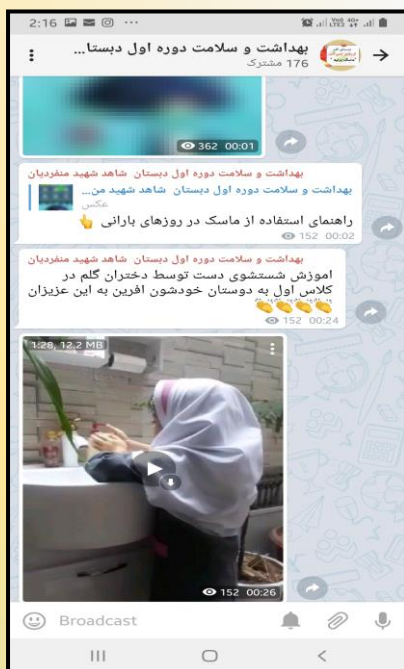 2:16
بهداشت و سلامت دوره اول دبستا...
176 مشترک
362 00:01
بهداشت و سلامت دوره اول دبستان شاهد شهید منفردیان
بهداشت و سلامت دوره اول دبستان شاهد شهید من...
عکس
راهنمای استفاده از ماسک در روزهای بارانی
152 00:02
بهداشت و سلامت دوره اول دبستان شاهد شهید منفردیان
اموزش شستشوی دست توسط دختران گلم در
کلاس اول به دوستان خودشون افرین به این عزیزان
152 00:24
1:28, 12.2 MB
152 00:26
Broadcast